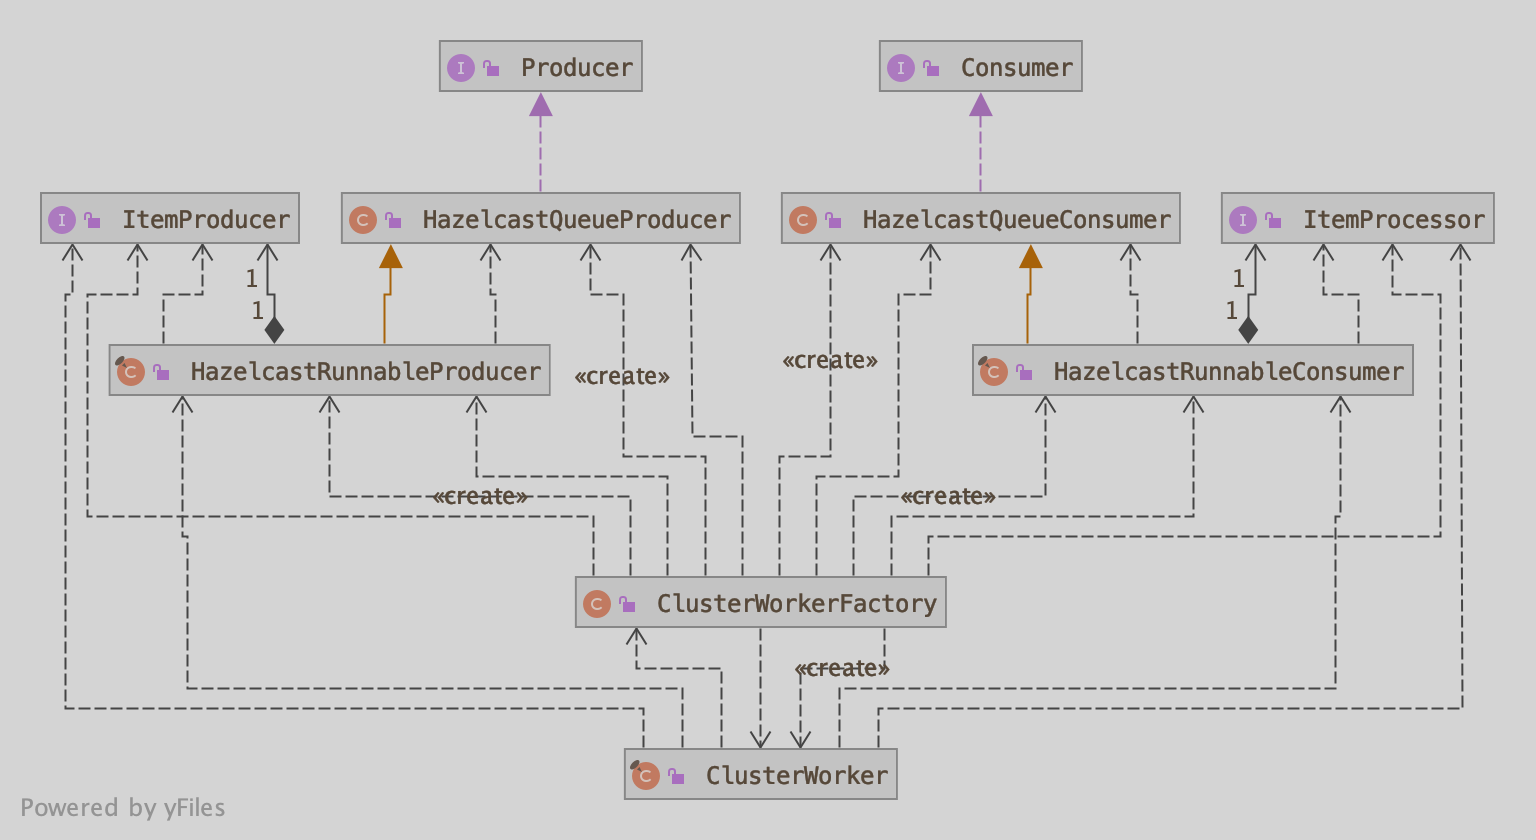 I Producer
I Consumer
I ItemProducer
C HazelcastQueueProducer
C HazelcastQueueConsumer
I ItemProcessor
1
1
1
1
«create»
«create»
C HazelcastRunnableProducer
C HazelcastRunnableConsumer
«create»
«create»
C ClusterWorkerFactory
«create»
C ClusterWorker
Powered by yFiles